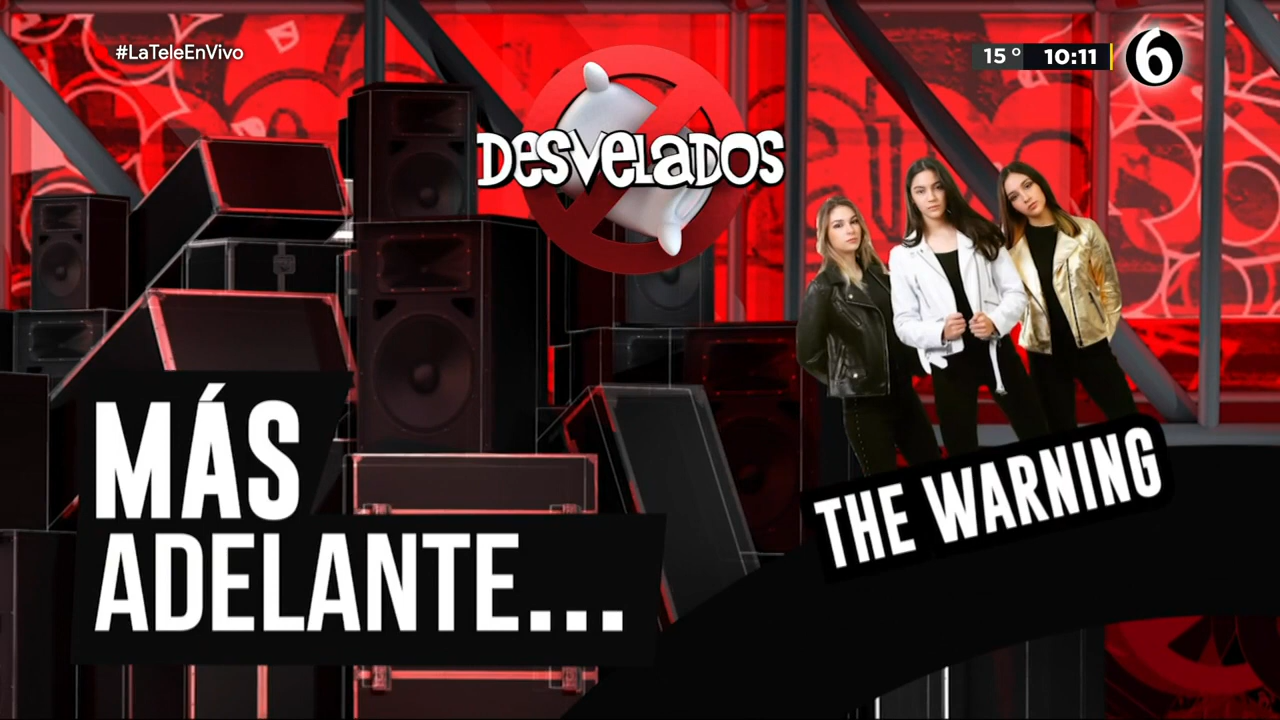 #LaTeleEnVivo
15 °
10:11
6
DESVELADOS
MÁS
ADELANTE...
THE WARNING